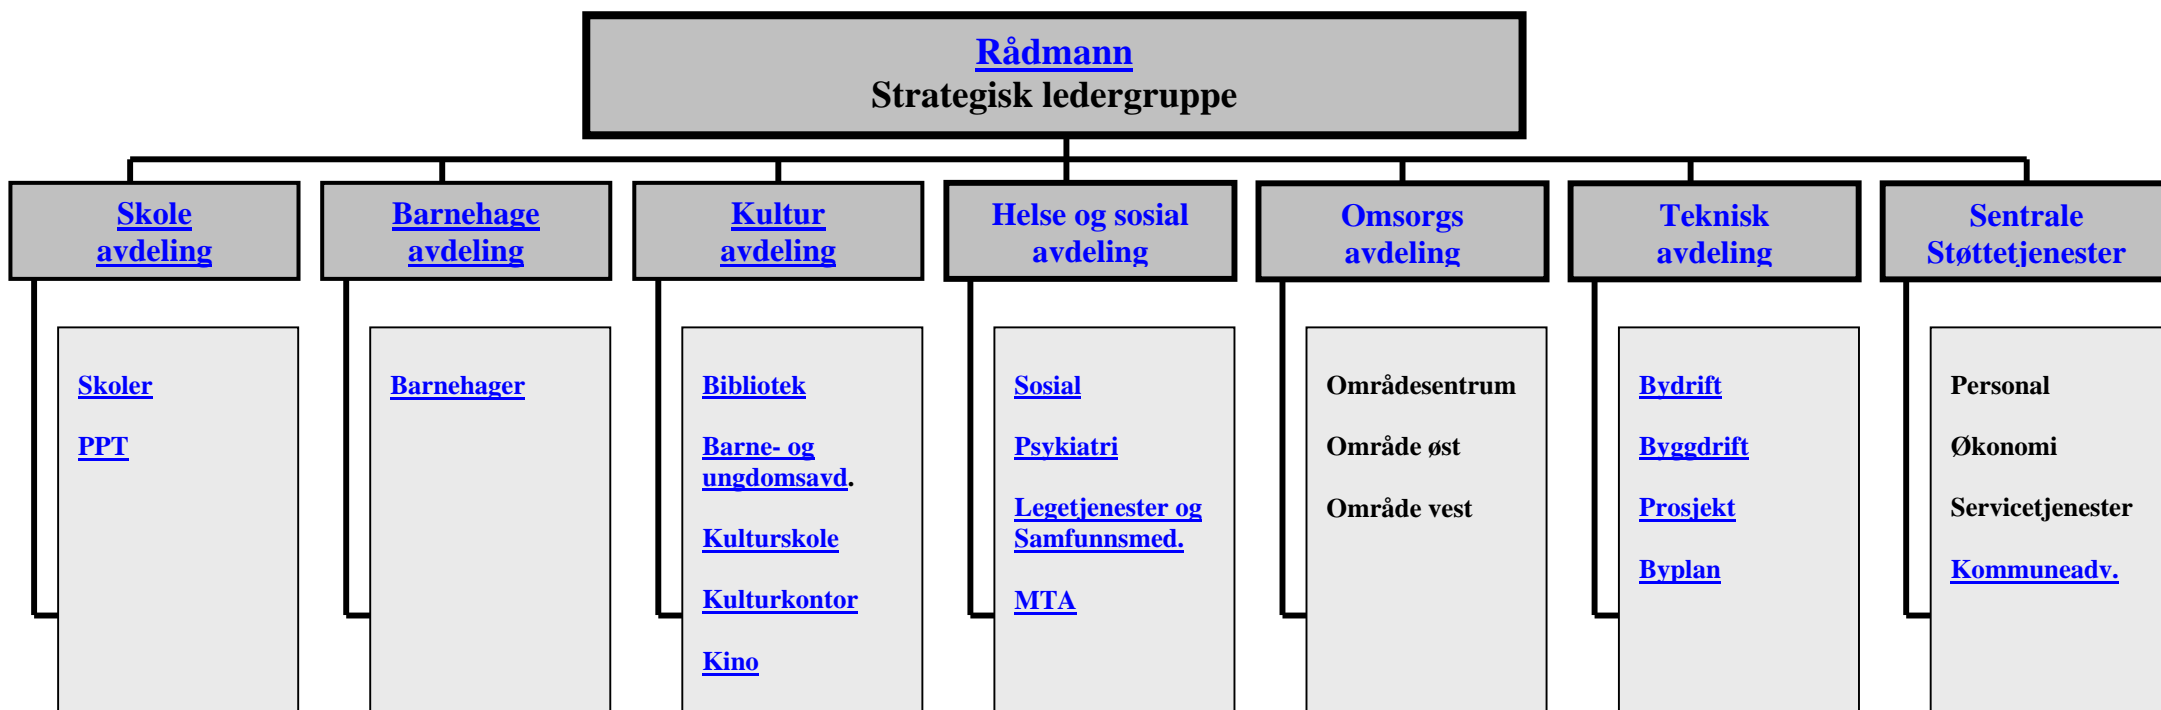 Rådmann
Strategisk ledergruppe
Skole
avdeling
Barnehage
avdeling
Kultur
avdeling
Helse og sosial
avdeling
Omsorgs
avdeling
Teknisk
avdeling
Sentrale
Støttetjenester
Skoler
PPT
Barnehager
Bibliotek
Barne- og
ungdomsavd.
Kulturskole
Kulturkontor
Kino
Sosial
Psykiatri
Legetjenester og
Samfunnsmed.
MTA
Områdesentrum
Område øst
Område vest
Bydrift
Byggdrift
Prosjekt
Byplan
Personal
Økonomi
Servicetjenester
Kommuneadv.